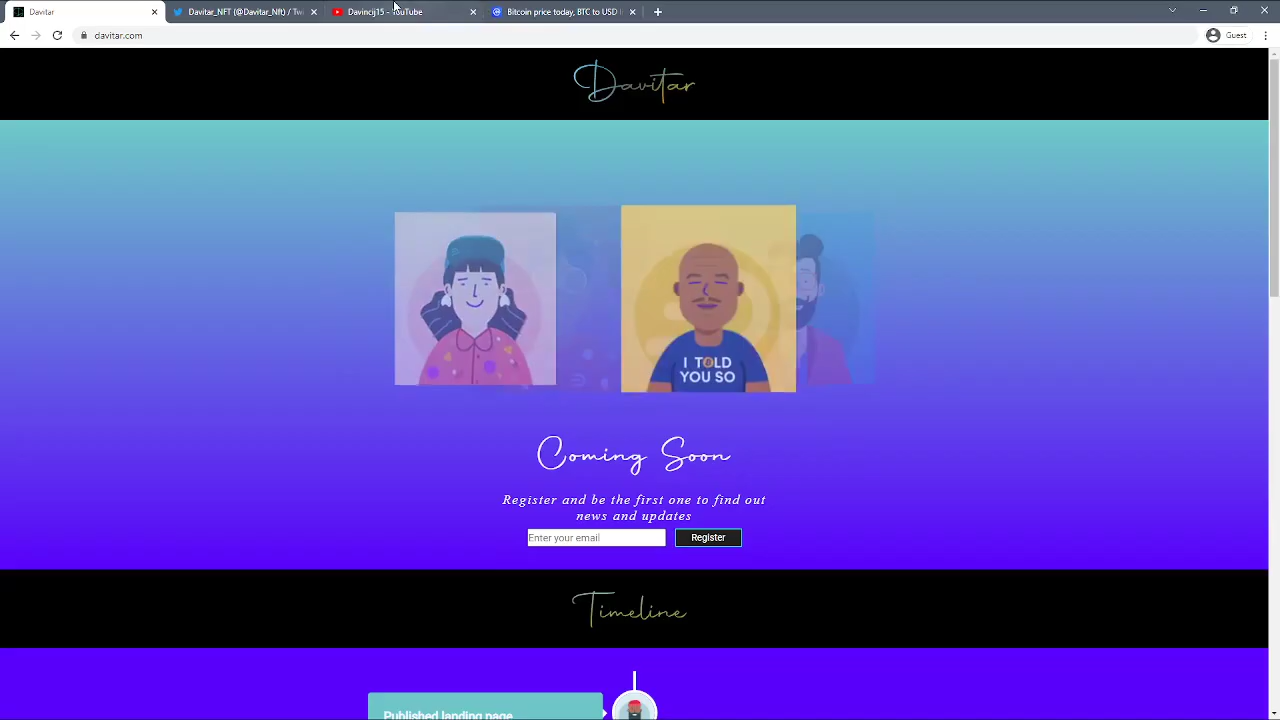 Davitar
Davitar_NFT (@Davitar_Nft) / Tw
Davincij15 - YouTube
Bitcoin price today, BTC to USD l
davitar.com
Guest
Davitar
I TOLD
YOU SO
Coming Soon
Register and be the first one to find out
news and updates
Enter your email
Register
Timeline
Published landing page